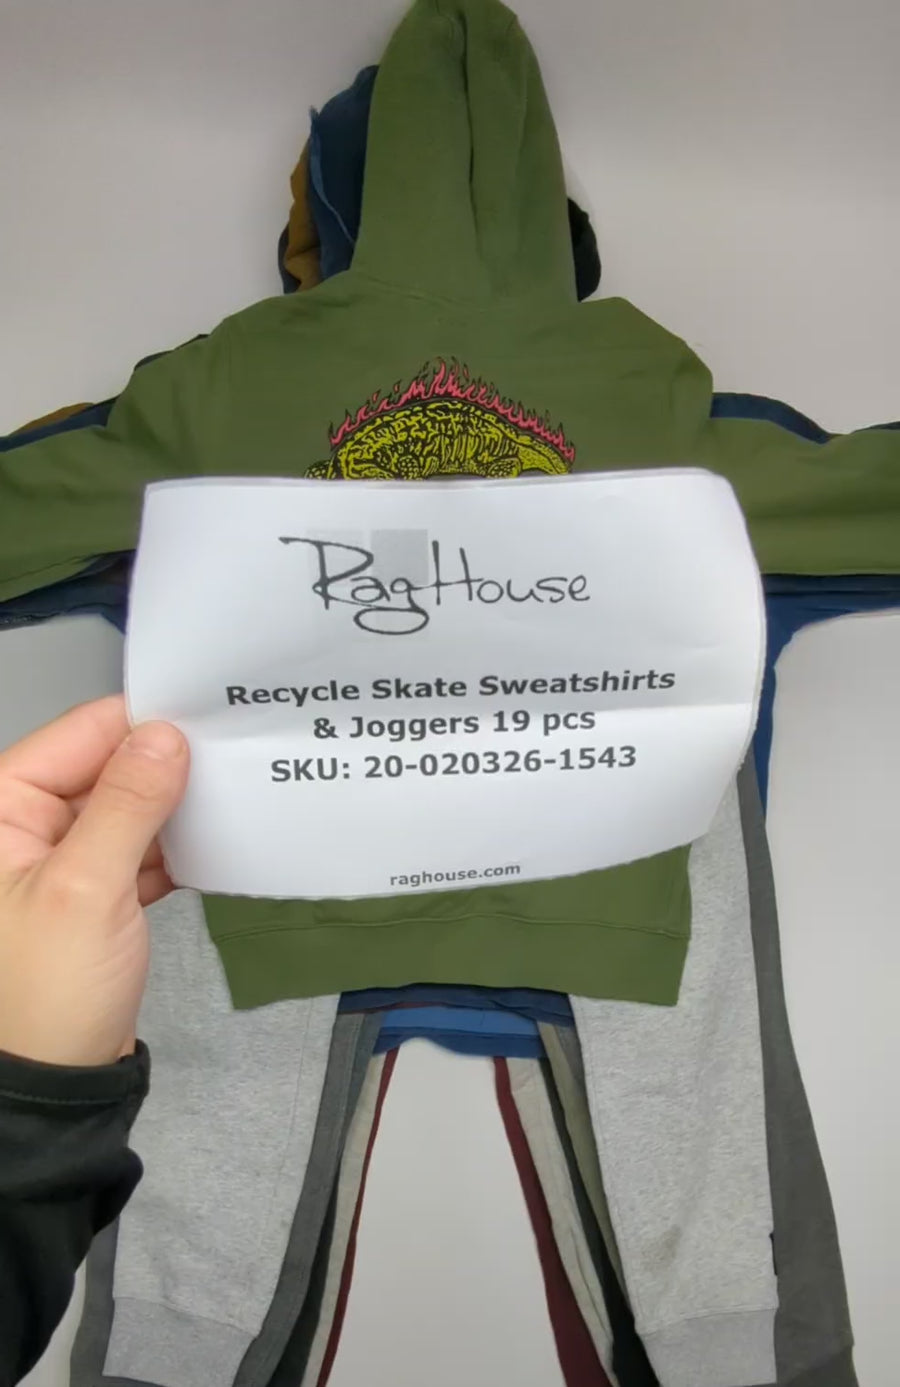 RagHouse
Recycle Skate Sweatshirts
& Joggers 19 pcs
SKU: 20-020326-1543
raghouse.com